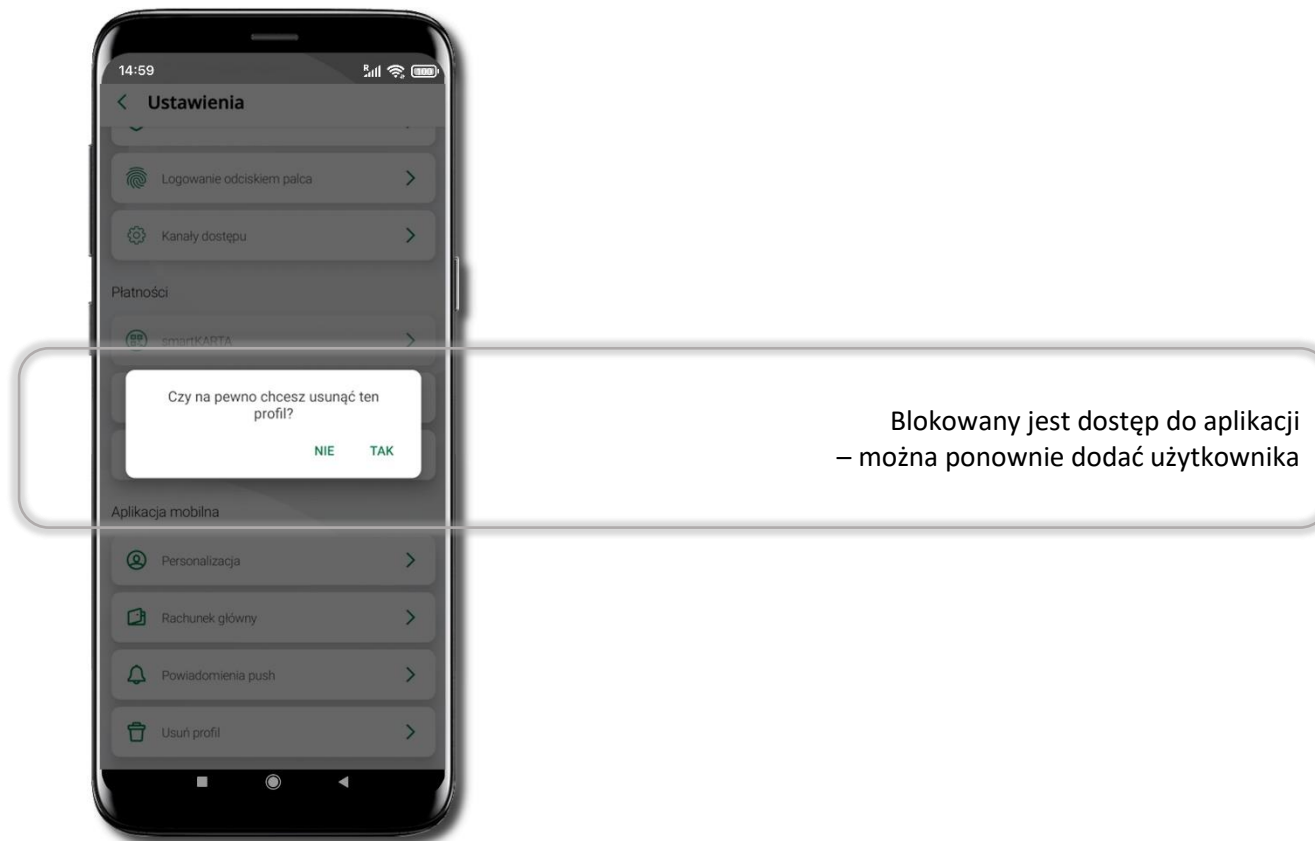 14:59
Ustawienia
Logowanie odciskiem palca
Kanały dostępu
Płatności
smartKARTA
Czy na pewno chcesz usunąć ten
profil?
NIE TAK
Blokowany jest dostęp do aplikacji
– można ponownie dodać użytkownika
Aplikacja mobilna
Personalizacja
Rachunek główny
Powiadomienia push
Usuń profil